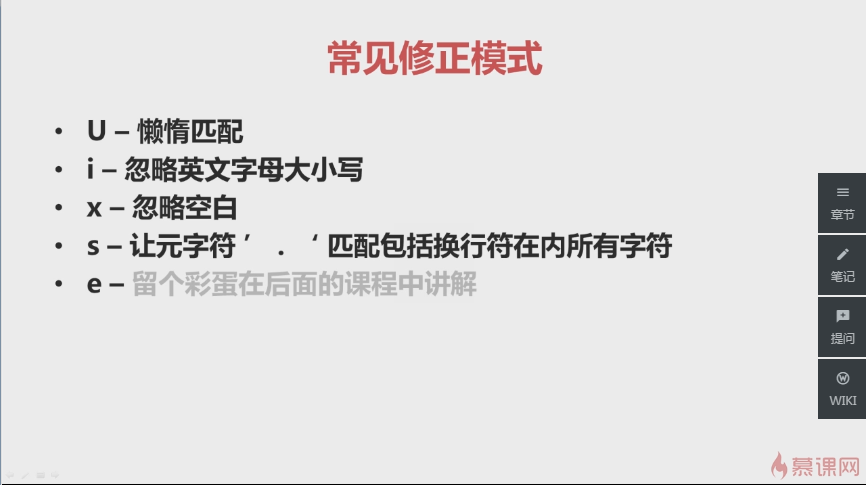 常见修正模式
• U – 懒惰匹配
• i – 忽略英文字母大小写
• x – 忽略空白
• s – 让元字符 ’ . ‘ 匹配包括换行符在内所有字符
• e – 留个彩蛋在后面的课程中讲解
章节
笔记
提问
WIKI
慕课网